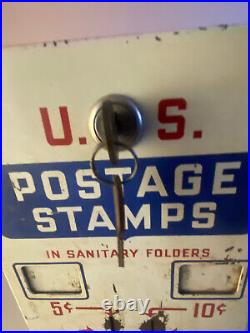 U. S.
POSTAGE
STAMPS
IN SANITARY FOLDERS
5¢ 10¢